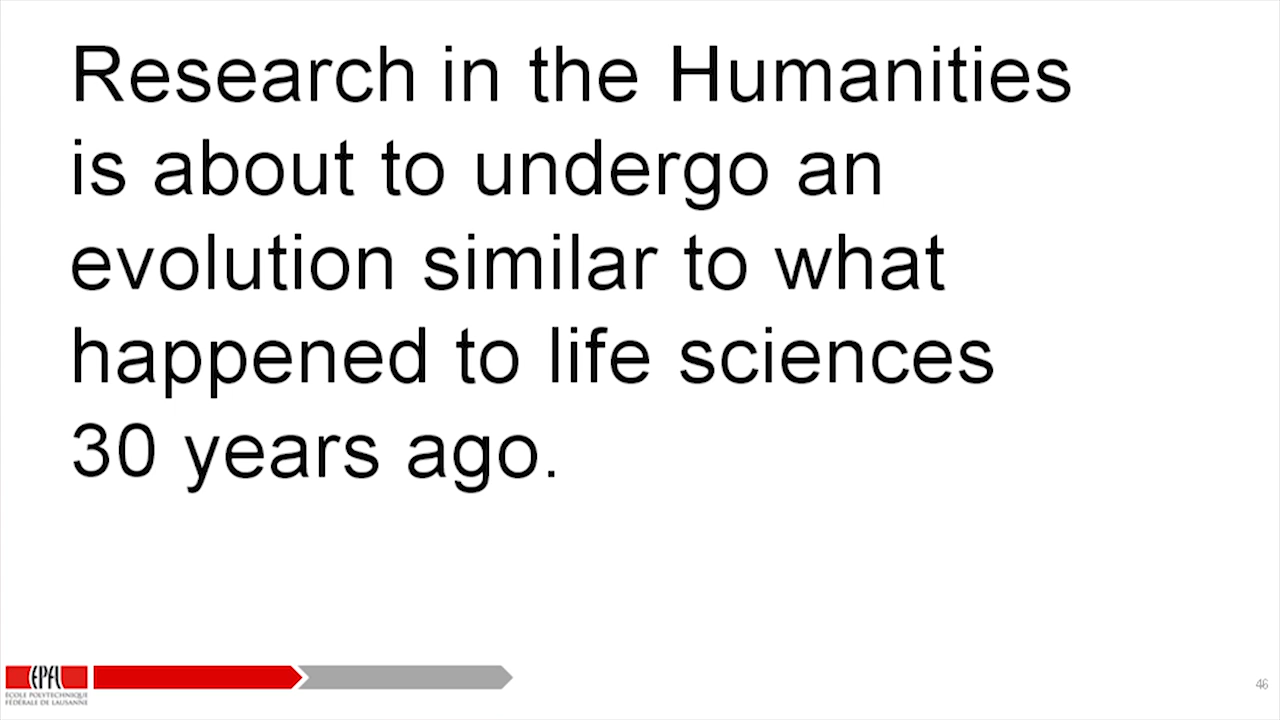 Research in the Humanities
is about to undergo an
evolution similar to what
happened to life sciences
30 years ago.
EPFL
ÉCOLE POLYTECHNIQUE
FÉDÉRALE DE LAUSANNE
46